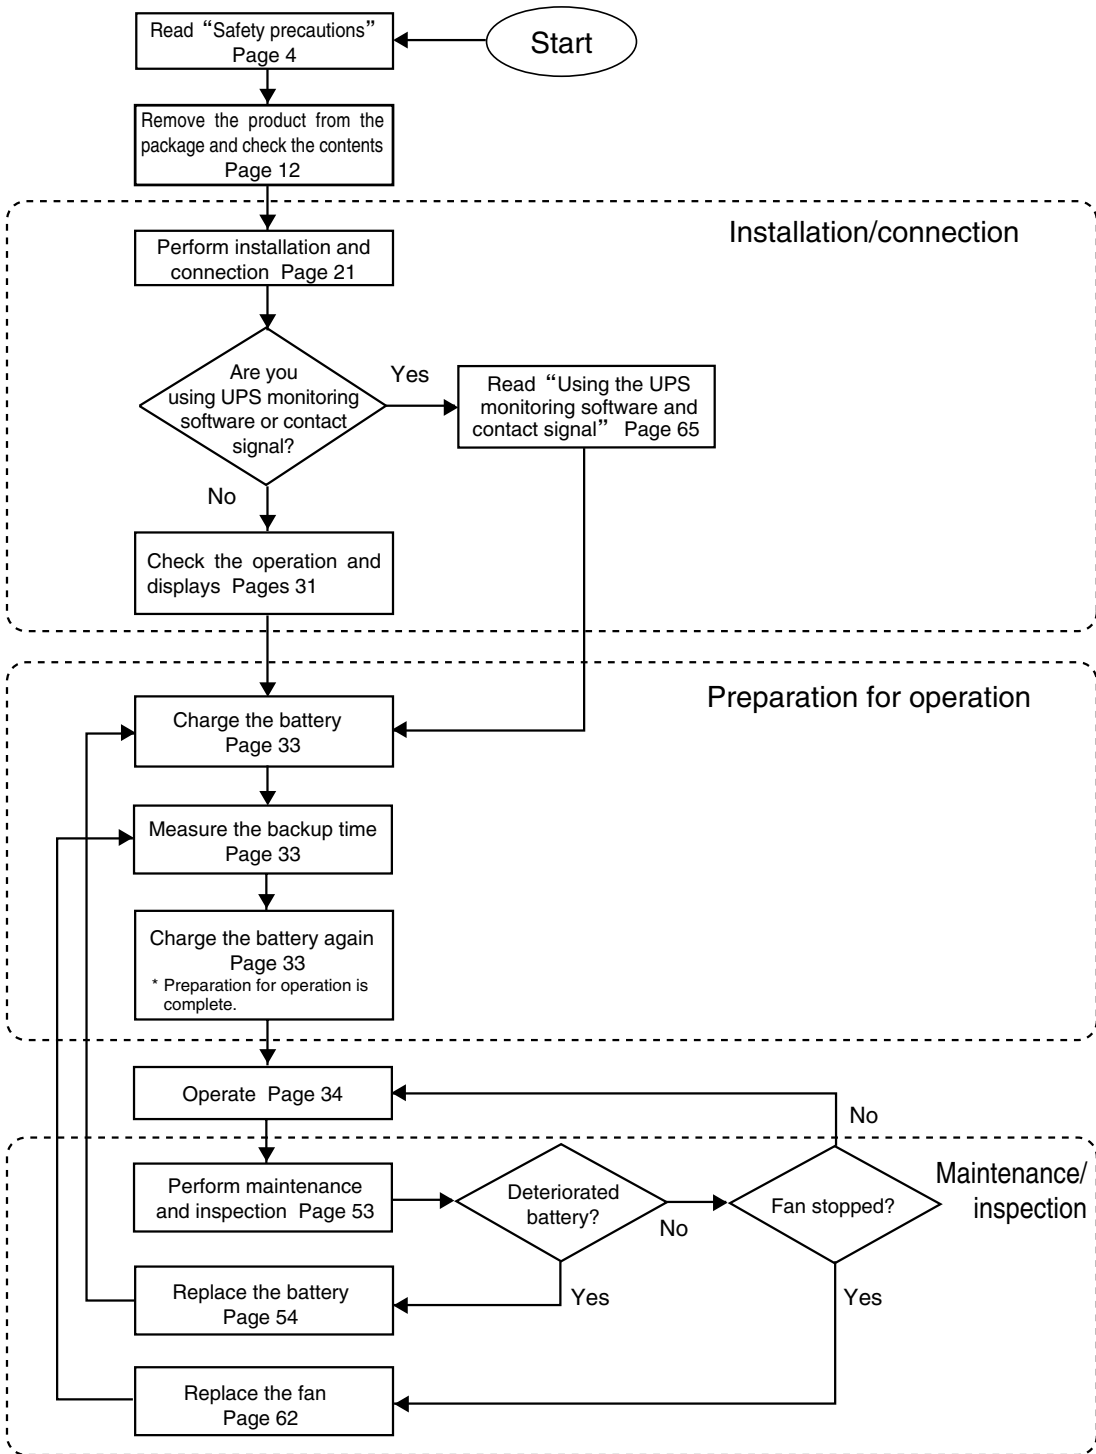 Start
Read “Safety precautions”
Page 4
Remove the product from the
package and check the contents
Page 12
Installation/connection
Perform installation and
connection Page 21
Are you
using UPS monitoring
software or contact
signal?
Yes
Read “Using the UPS
monitoring software and
contact signal” Page 65
No
Check the operation and
displays Pages 31
Preparation for operation
Charge the battery
Page 33
Measure the backup time
Page 33
Charge the battery again
Page 33
* Preparation for operation is
complete.
Operate Page 34
No
Maintenance/
inspection
Perform maintenance
and inspection Page 53
Deteriorated
battery?
No
Fan stopped?
Yes
Yes
Replace the battery
Page 54
Replace the fan
Page 62